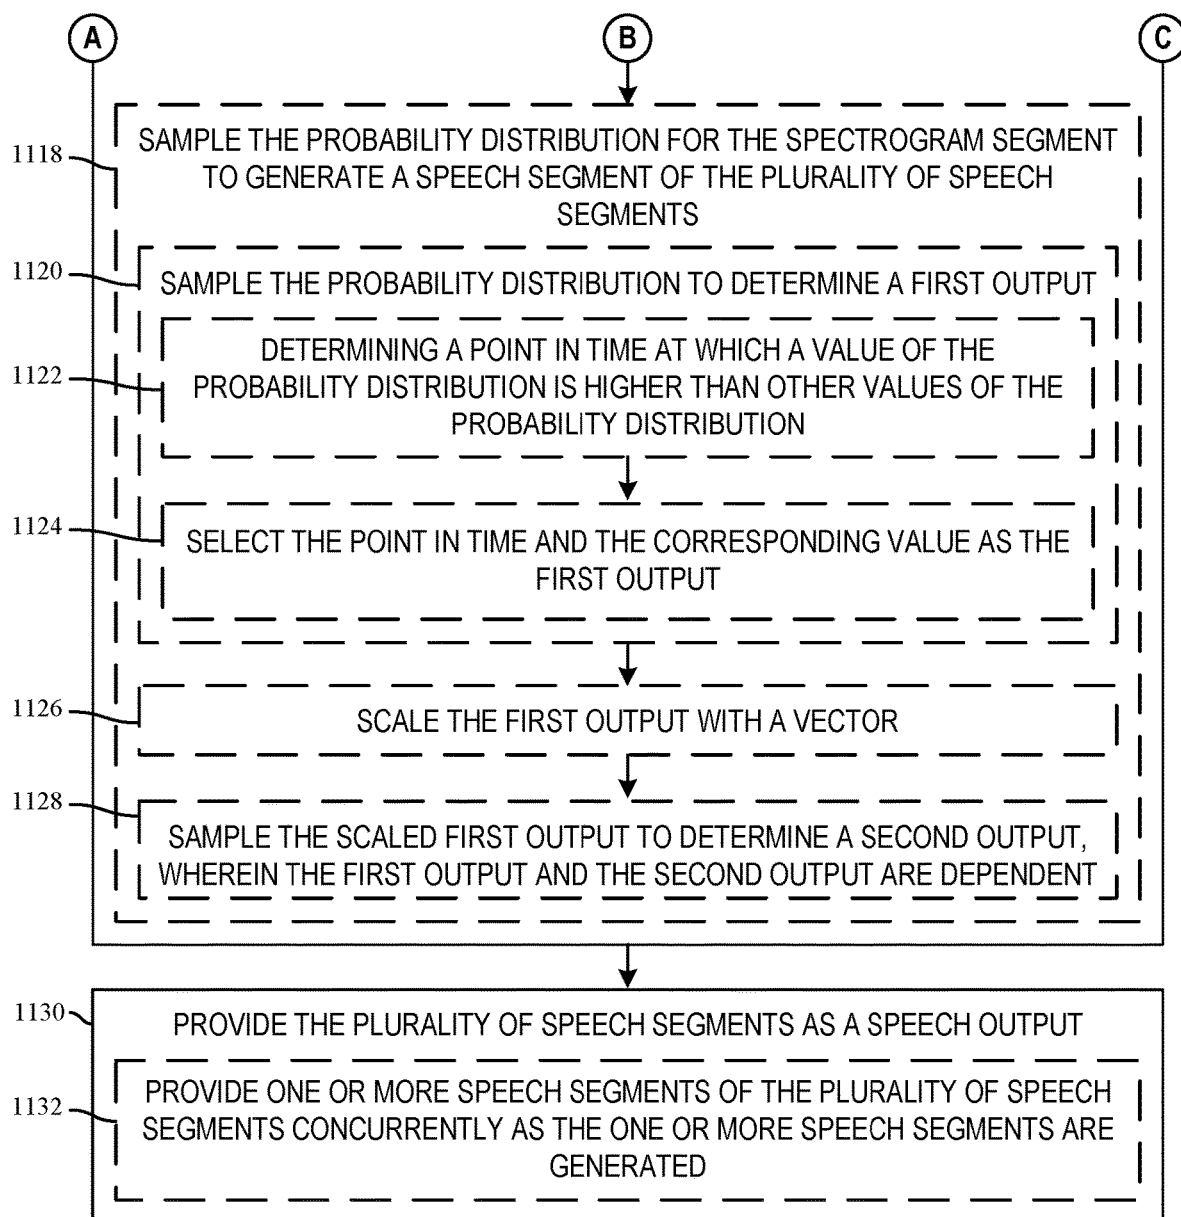 A
B
C
1118
SAMPLE THE PROBABILITY DISTRIBUTION FOR THE SPECTROGRAM SEGMENT
TO GENERATE A SPEECH SEGMENT OF THE PLURALITY OF SPEECH
SEGMENTS
1120
SAMPLE THE PROBABILITY DISTRIBUTION TO DETERMINE A FIRST OUTPUT
1122
DETERMINING A POINT IN TIME AT WHICH A VALUE OF THE
PROBABILITY DISTRIBUTION IS HIGHER THAN OTHER VALUES OF THE
PROBABILITY DISTRIBUTION
1124
SELECT THE POINT IN TIME AND THE CORRESPONDING VALUE AS THE
FIRST OUTPUT
1126
SCALE THE FIRST OUTPUT WITH A VECTOR
1128
SAMPLE THE SCALED FIRST OUTPUT TO DETERMINE A SECOND OUTPUT,
WHEREIN THE FIRST OUTPUT AND THE SECOND OUTPUT ARE DEPENDENT
1130
PROVIDE THE PLURALITY OF SPEECH SEGMENTS AS A SPEECH OUTPUT
1132
PROVIDE ONE OR MORE SPEECH SEGMENTS OF THE PLURALITY OF SPEECH
SEGMENTS CONCURRENTLY AS THE ONE OR MORE SPEECH SEGMENTS ARE
GENERATED